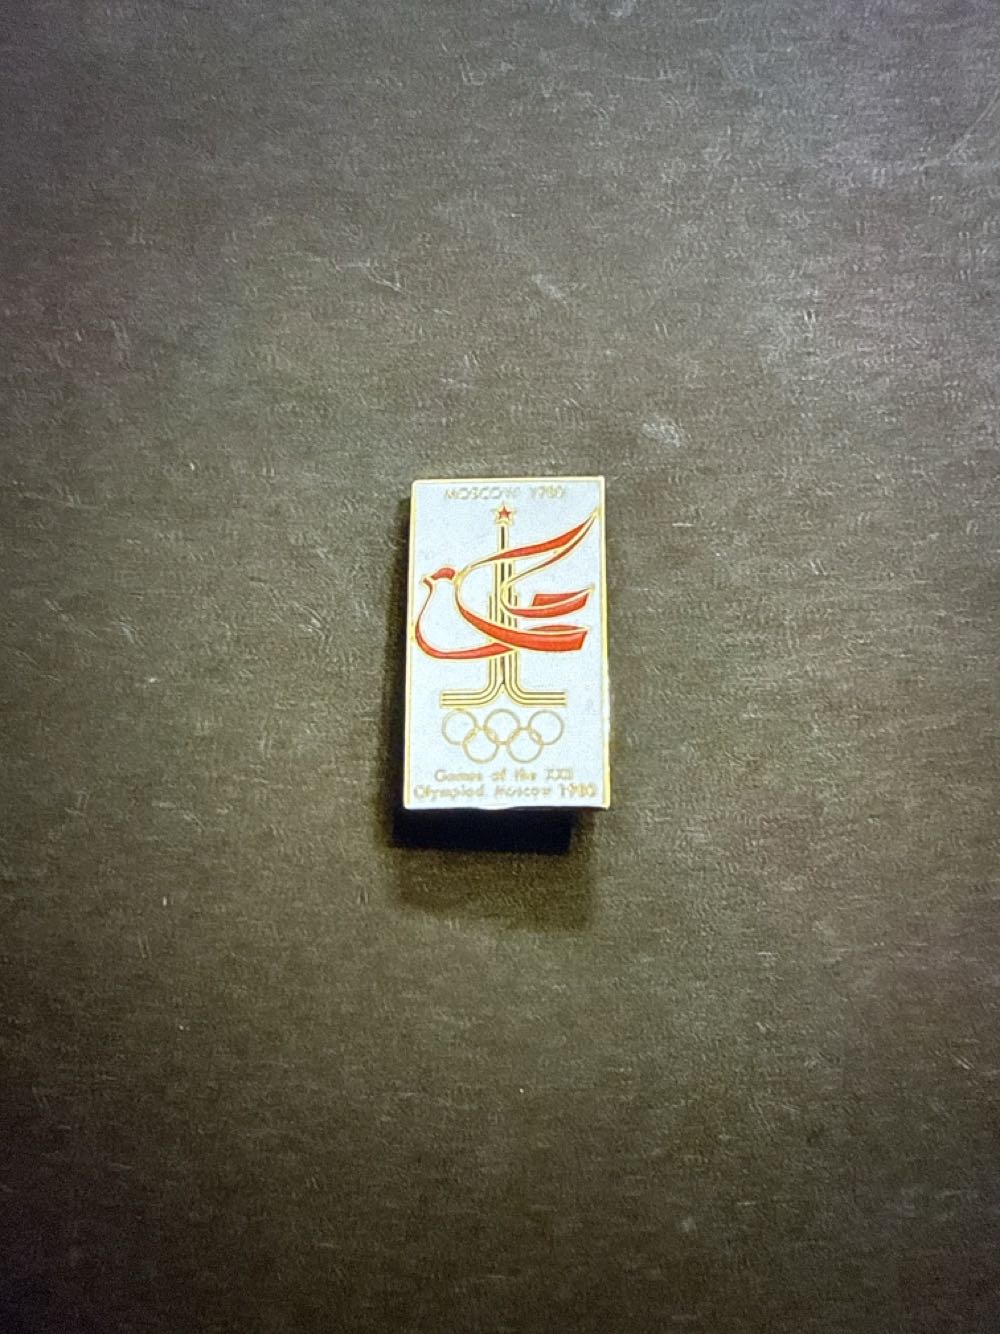 MOSCOW 1980
Games of the XXII
Olympiad Moscow 1980